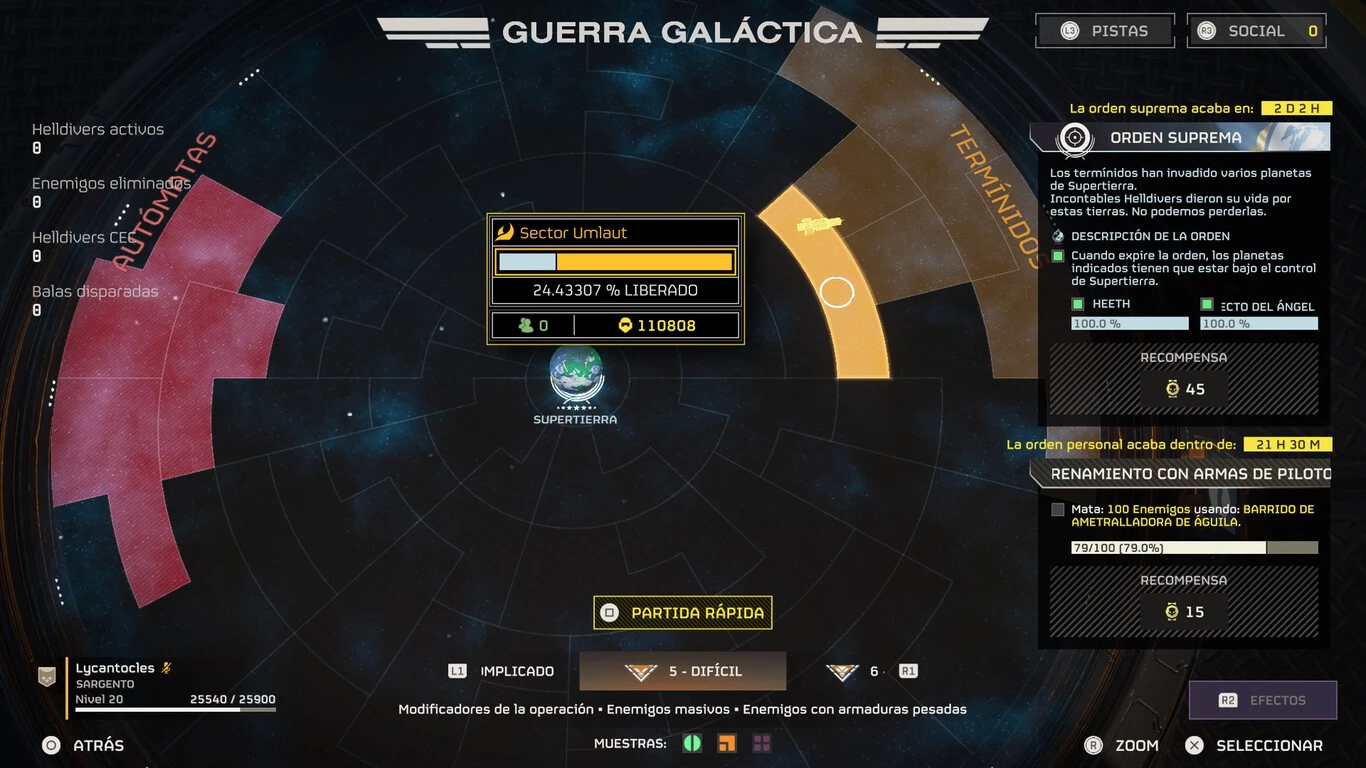 GUERRA GALÁCTICA
L3 PISTAS
R3 SOCIAL 0
Helldivers activos
0
Enemigos eliminados
0
Helldivers CEC
0
Balas disparadas
0
AUTÓMATAS
TERMÍNIDOS
Sector Umlaut
24.43307 % LIBERADO
0 110808
SUPERTIERRA
La orden suprema acaba en: 2 D 2 H
ORDEN SUPREMA
Los termínidos han invadido varios planetas
de Supertierra.
Incontables Helldivers dieron su vida por
estas tierras. No podemos perderlas.
DESCRIPCIÓN DE LA ORDEN
Cuando expire la orden, los planetas
indicados tienen que estar bajo el control
de Supertierra.
HEETH
100.0 %
ECTO DEL ÁNGEL
100.0 %
RECOMPENSA
45
La orden personal acaba dentro de: 21 H 30 M
RENAMIENTO CON ARMAS DE PILOTO
Mata: 100 Enemigos usando: BARRIDO DE
AMETRALLADORA DE ÁGUILA.
79/100 (79.0%)
RECOMPENSA
15
PARTIDA RÁPIDA
L1 IMPLICADO
5 - DIFÍCIL
6 - R1
Modificadores de la operación • Enemigos masivos • Enemigos con armaduras pesadas
MUESTRAS:
Lycantocles
SARGENTO
Nivel 20 25540 / 25900
ATRÁS
R2 EFECTOS
R ZOOM
SELECCIONAR